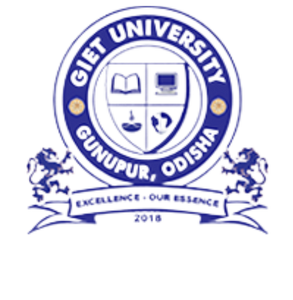 GIET UNIVERSITY
GUNUPUR, ODISHA
EXCELLENCE - OUR ESSENCE
2018